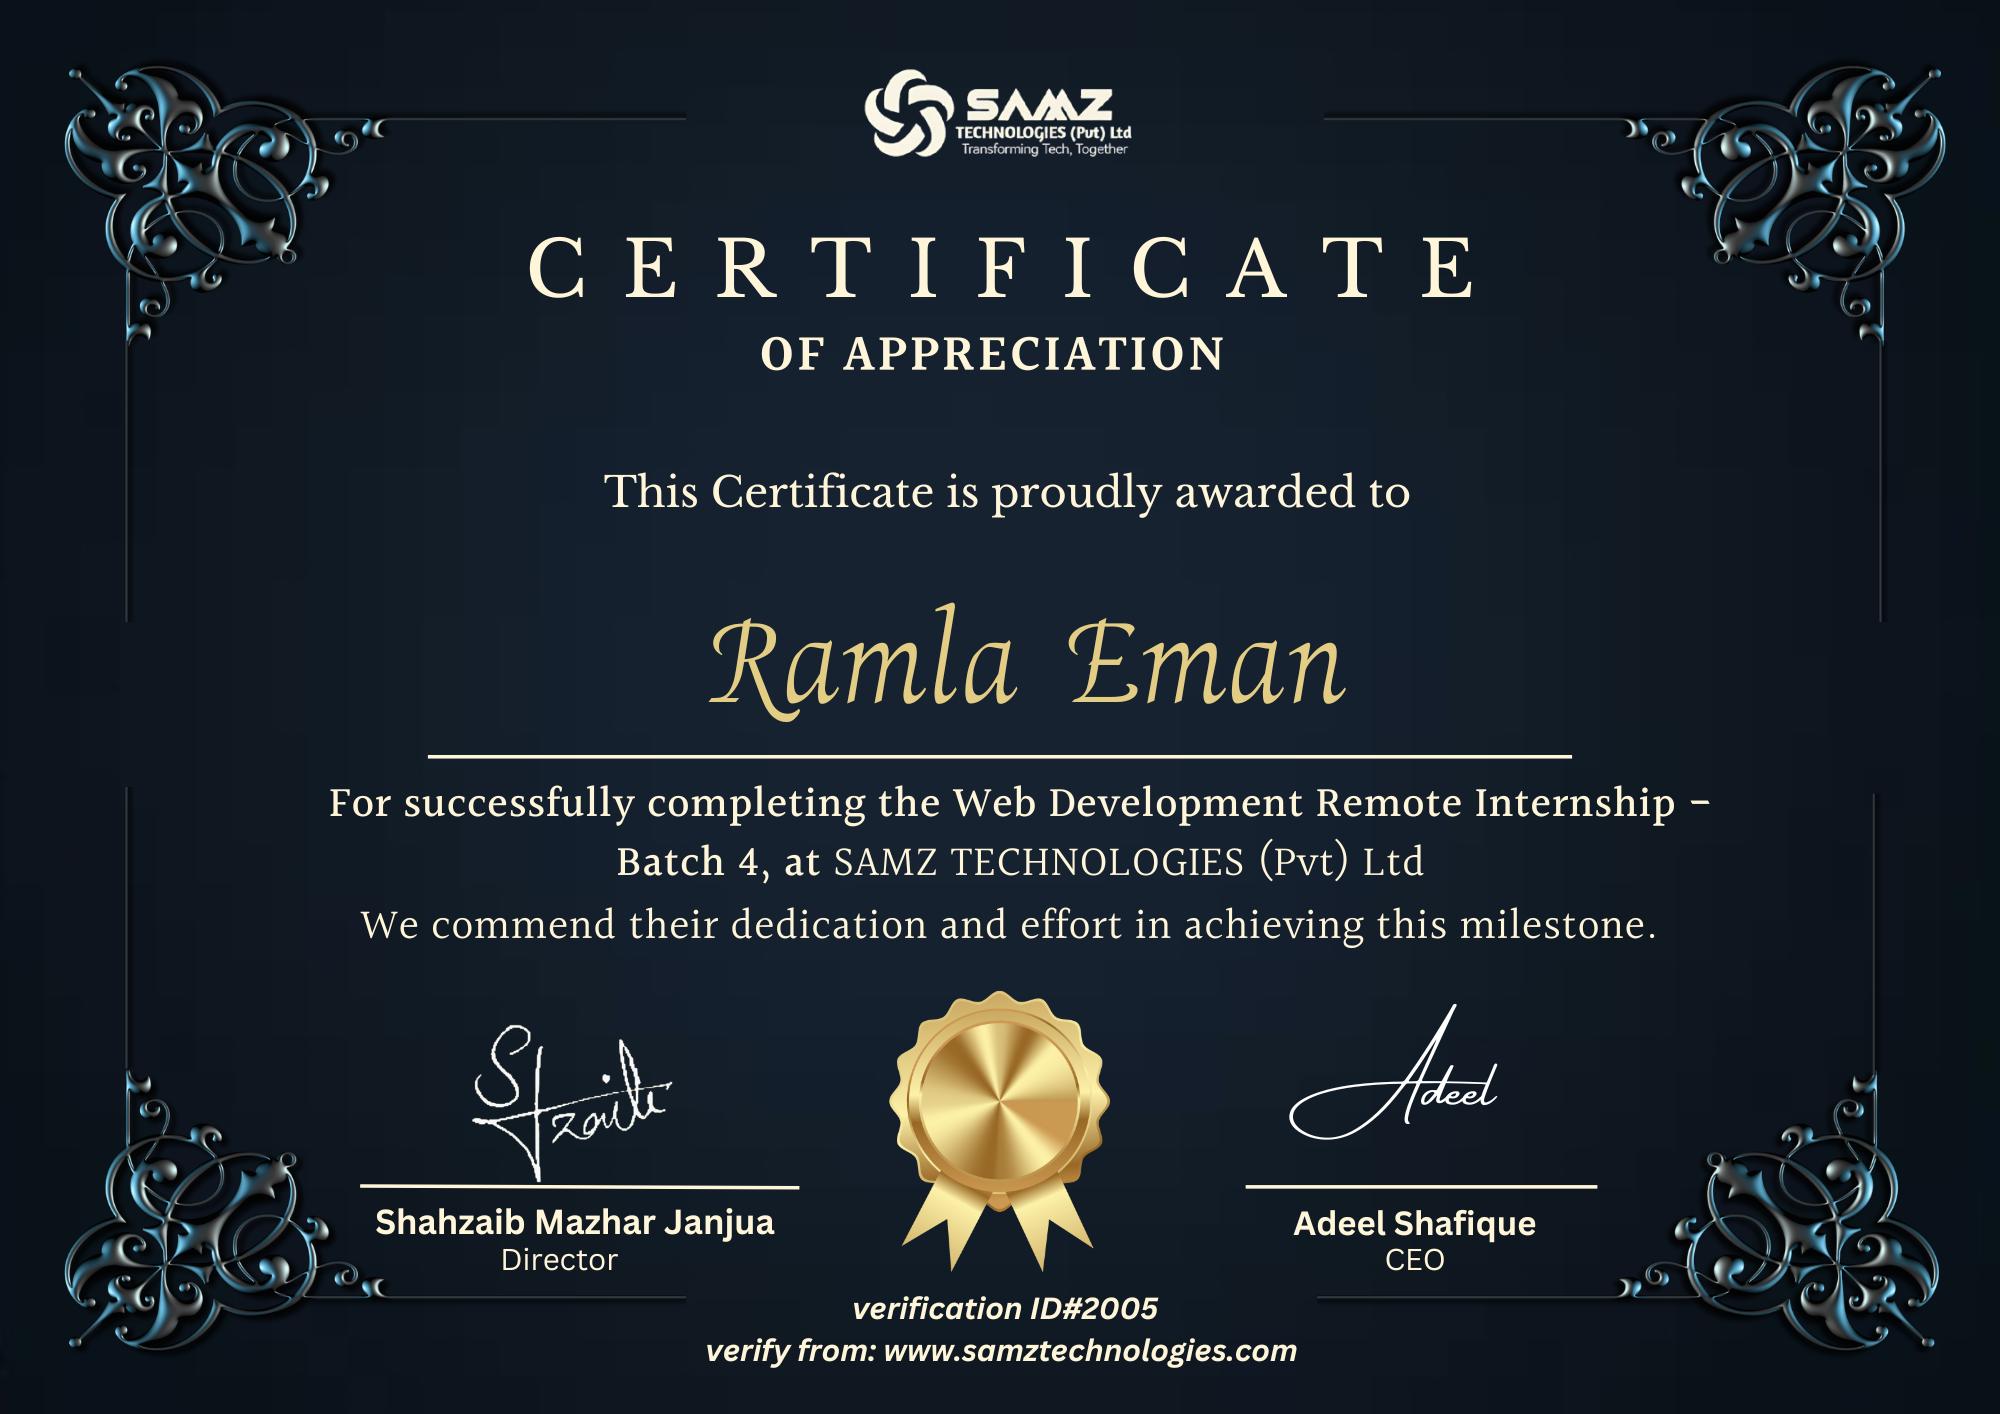 SAMZ
TECHNOLOGIES (Pvt) Ltd
Transforming Tech, Together
CERTIFICATE
OF APPRECIATION
This Certificate is proudly awarded to
Ramla Eman
For successfully completing the Web Development Remote Internship –
Batch 4, at SAMZ TECHNOLOGIES (Pvt) Ltd
We commend their dedication and effort in achieving this milestone.
Szaib
Adeel
Shahzaib Mazhar Janjua
Director
Adeel Shafique
CEO
verification ID#2005
verify from: www.samztechnologies.com